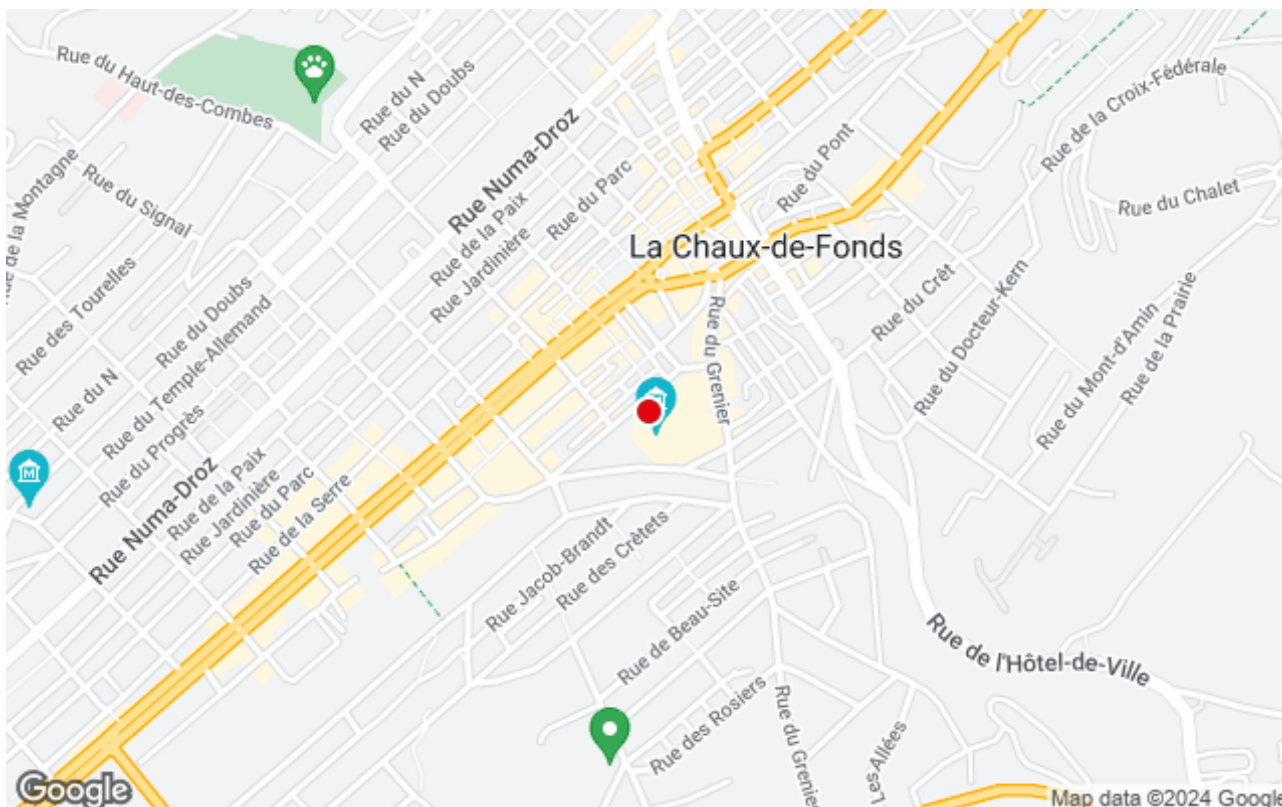 Rue du Haut-des-Combes
Rue du N
Rue du Doubs
Rue de la Croix-Fédérale
Rue Numa-Droz
Rue du Parc
Rue du Pont
Rue du Signal
Rue de la Montagne
Rue du Chalet
Rue de la Paix
Rue Jardinière
La Chaux-de-Fonds
Rue des Tourelles
Rue du Doubs
Rue du Temple-Allemand
Rue du Crêt
Rue du Docteur-Kern
Rue du Grenier
Rue du Mont-d'Amin
Rue de la Prairie
Rue du N
Rue du Progrès
M
Rue Numa-Droz
Rue de la Paix
Rue Jardinière
Rue du Parc
Rue de la Serre
Rue Jacob-Brandt
Rue des Crêtets
Rue de Beau-Site
Rue de l'Hôtel-de-Ville
Rue des Rosiers
Rue du Grenier
Les-Allées
Google
Map data ©2024 Google